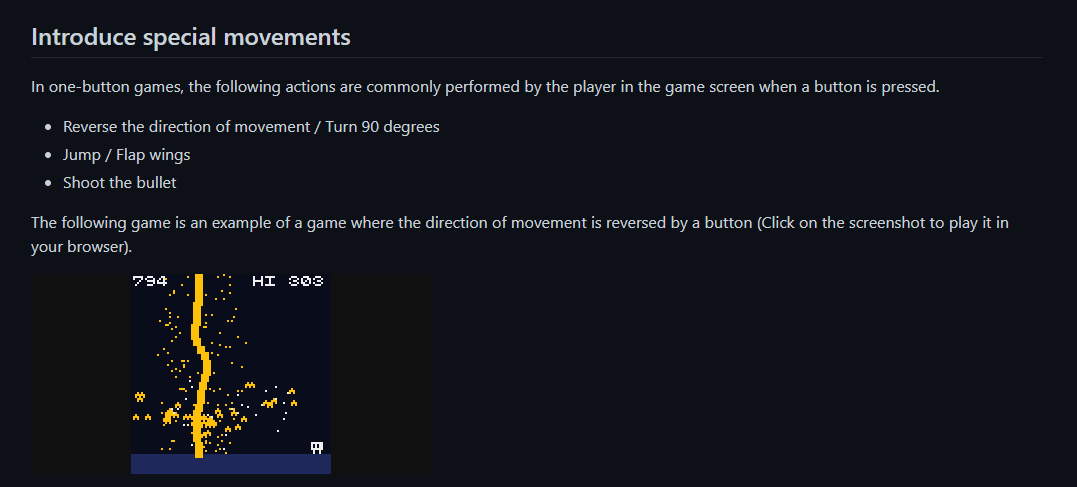 Introduce special movements
In one-button games, the following actions are commonly performed by the player in the game screen when a button is pressed.
Reverse the direction of movement / Turn 90 degrees
Jump / Flap wings
Shoot the bullet
The following game is an example of a game where the direction of movement is reversed by a button (Click on the screenshot to play it in
your browser).
794 HI 303